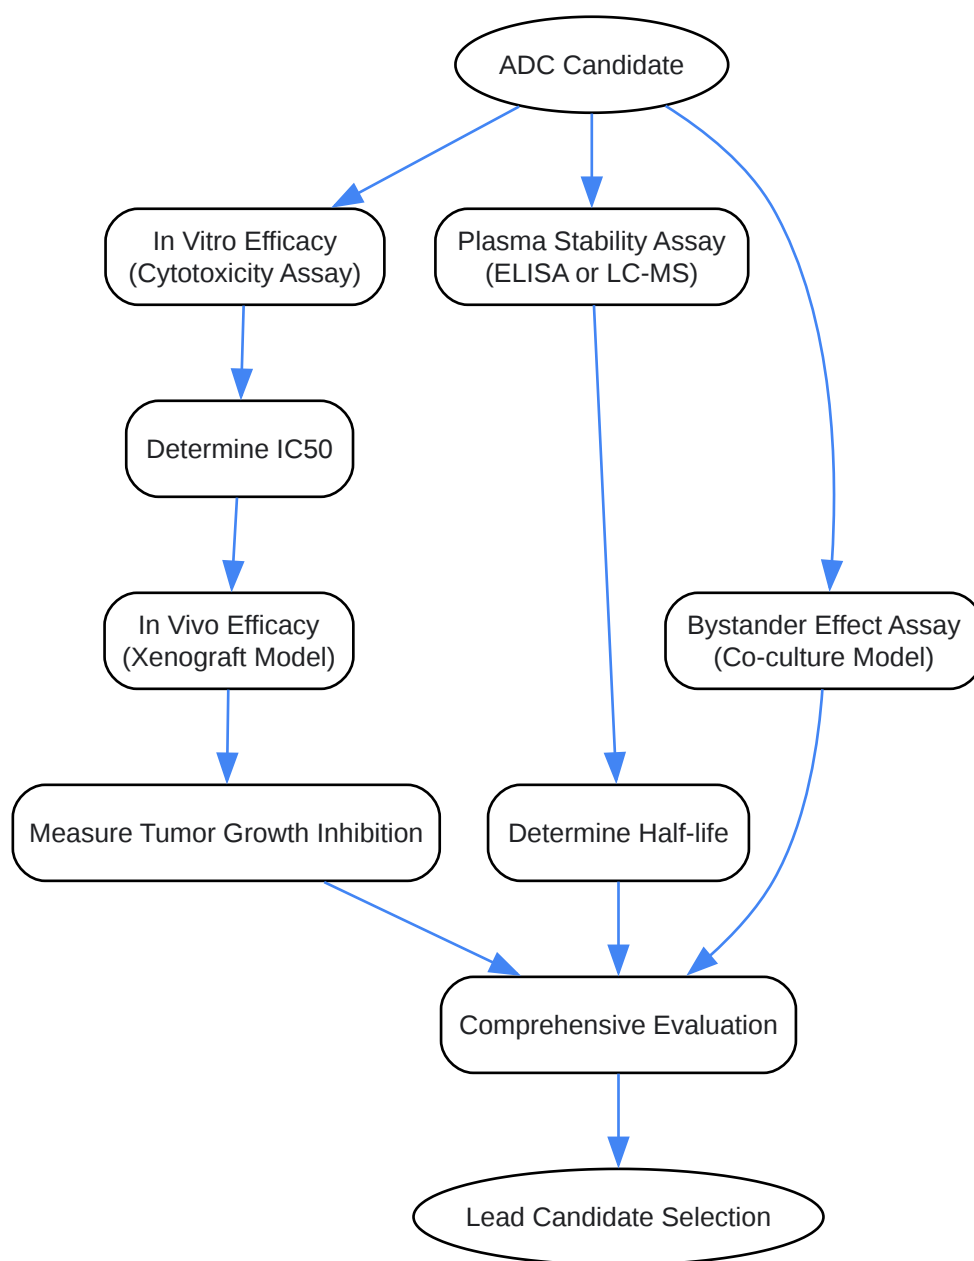 ADC Candidate
In Vitro Efficacy
(Cytotoxicity Assay)
Plasma Stability Assay
(ELISA or LC-MS)
Determine IC50
In Vivo Efficacy
(Xenograft Model)
Bystander Effect Assay
(Co-culture Model)
Measure Tumor Growth Inhibition
Determine Half-life
Comprehensive Evaluation
Lead Candidate Selection